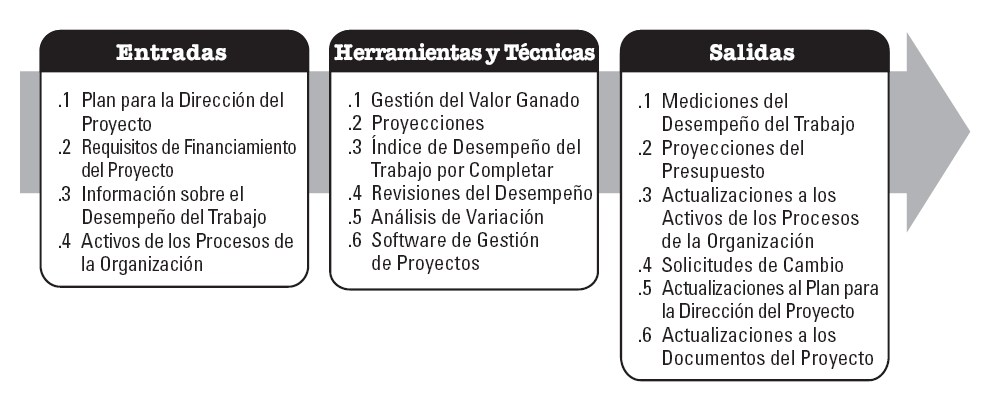 Entradas
.1 Plan para la Dirección del
Proyecto
.2 Requisitos de Financiamiento
del Proyecto
.3 Información sobre el
Desempeño del Trabajo
.4 Activos de los Procesos de
la Organización
Herramientas y Técnicas
.1 Gestión del Valor Ganado
.2 Proyecciones
.3 Índice de Desempeño del
Trabajo por Completar
.4 Revisiones del Desempeño
.5 Análisis de Variación
.6 Software de Gestión
de Proyectos
Salidas
.1 Mediciones del
Desempeño del Trabajo
.2 Proyecciones del
Presupuesto
.3 Actualizaciones a los
Activos de los Procesos
de la Organización
.4 Solicitudes de Cambio
.5 Actualizaciones al Plan para
la Dirección del Proyecto
.6 Actualizaciones a los
Documentos del Proyecto